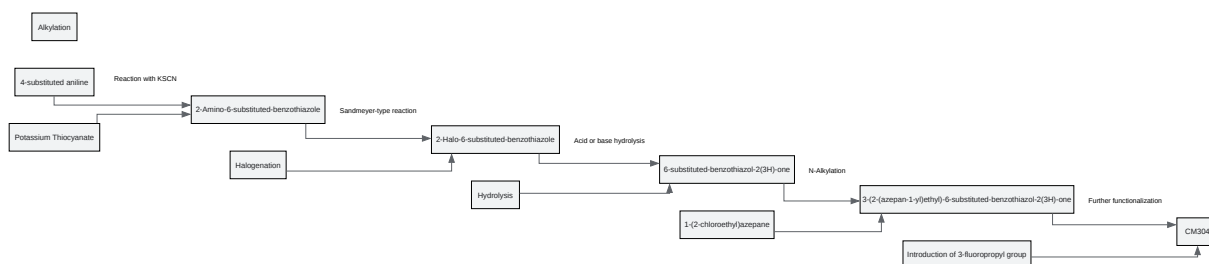 Alkylation
4-substituted aniline
Reaction with KSCN
Potassium Thiocyanate
2-Amino-6-substituted-benzothiazole
Sandmeyer-type reaction
Halogenation
2-Halo-6-substituted-benzothiazole
Acid or base hydrolysis
Hydrolysis
6-substituted-benzothiazol-2(3H)-one
N-Alkylation
1-(2-chloroethyl)azepane
3-(2-(azepan-1-yl)ethyl)-6-substituted-benzothiazol-2(3H)-one
Further functionalization
Introduction of 3-fluoropropyl group
CM304